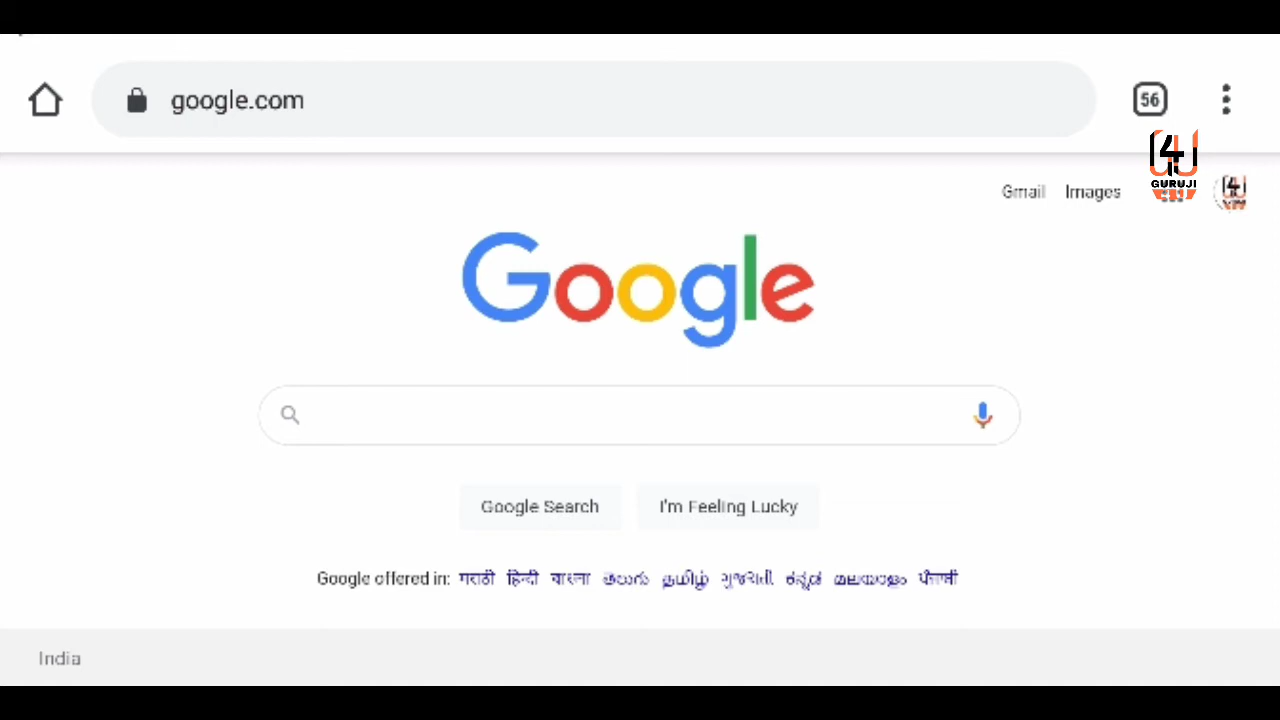 google.com
56
4U
GURUJI
Gmail Images
Google
Google Search I'm Feeling Lucky
Google offered in: मराठी हिन्दी বাংলা తెలుగు தமிழ் ગુજરાતી ಕನ್ನಡ മലയാളം ਪੰਜਾਬੀ
India